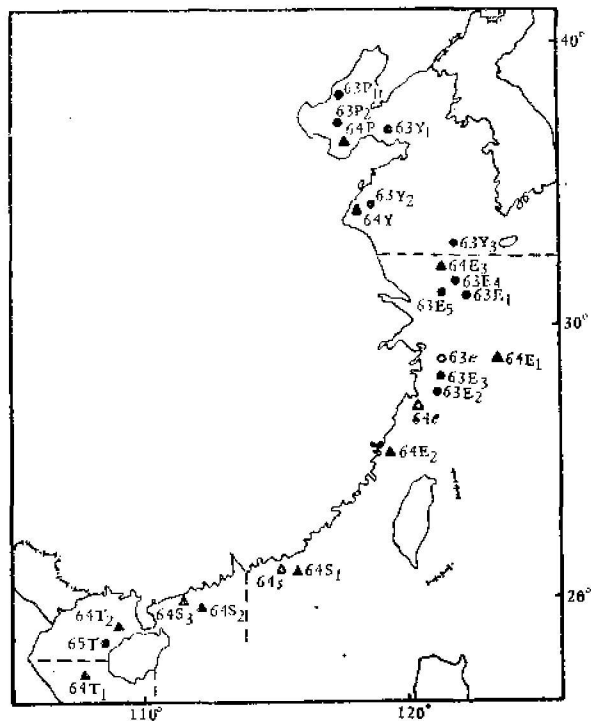 40°
63P₁
63P₂
64P
63Y₁
63Y₂
64Y
63Y₃
64E₃
63E₄
63E₁
63E₅
30°
63e
64E₁
63E₃
63E₂
64e
64E₂
64s
64S₁
64S₃
64S₂
20°
64T₂
65T
64T₁
110°
120°